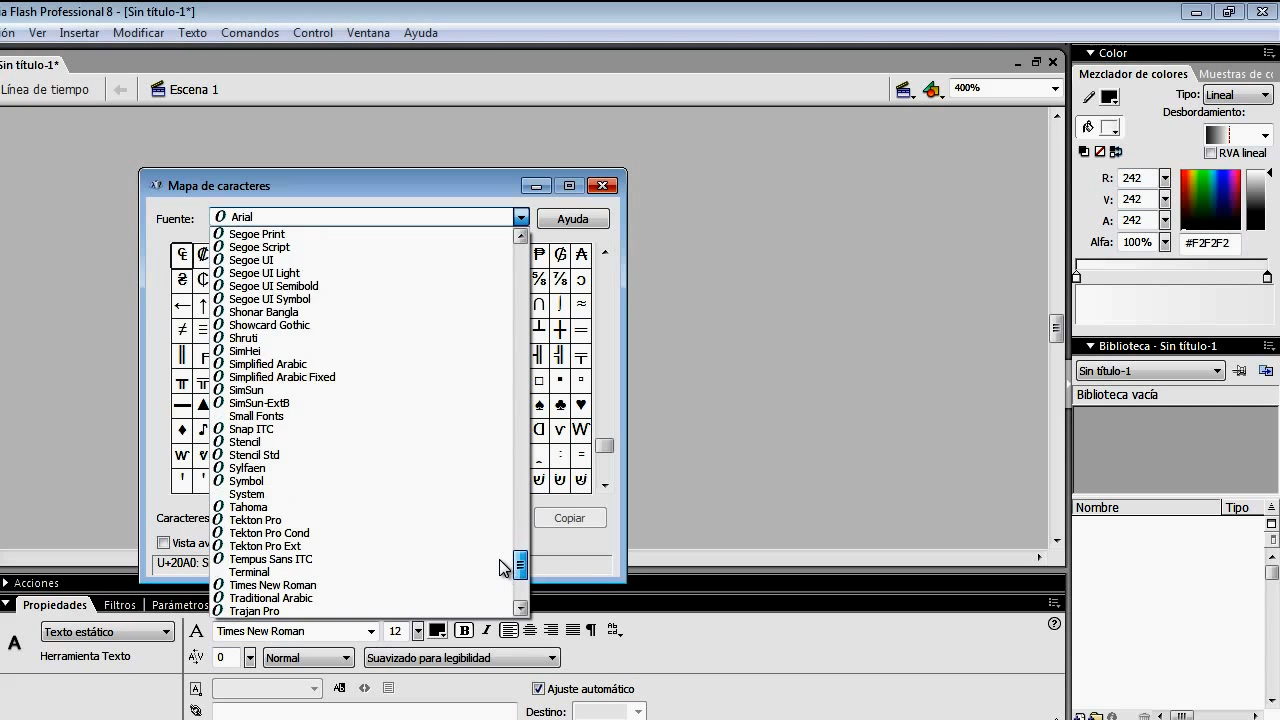 ia Flash Professional 8 - [Sin título-1*]
ión Ver Insertar Modificar Texto Comandos Control Ventana Ayuda
Sin título-1*
Línea de tiempo
Escena 1
400%
Color
Mezclador de colores
Muestras de co
Tipo: Lineal
Desbordamiento:
RVA lineal
R: 242
V: 242
A: 242
Alfa: 100%
#F2F2F2
Biblioteca - Sin título-1
Sin título-1
Biblioteca vacía
Nombre Tipo
Mapa de caracteres
Fuente: Arial
Ayuda
Segoe Print
Segoe Script
Segoe UI
Segoe UI Light
Segoe UI Semibold
Segoe UI Symbol
Shonar Bangla
Showcard Gothic
Shruti
SimHei
Simplified Arabic
Simplified Arabic Fixed
SimSun
SimSun-ExtB
Small Fonts
Snap ITC
Stencil
Stencil Std
Sylfaen
Symbol
System
Tahoma
Tekton Pro
Tekton Pro Cond
Tekton Pro Ext
Tempus Sans ITC
Terminal
Times New Roman
Traditional Arabic
Trajan Pro
Caracteres
Copiar
Vista av
U+20A0: S
Acciones
Propiedades Filtros Parámetros
Texto estático
Herramienta Texto
A Times New Roman 12 B I
0 Normal Suavizado para legibilidad
Ajuste automático
Destino: